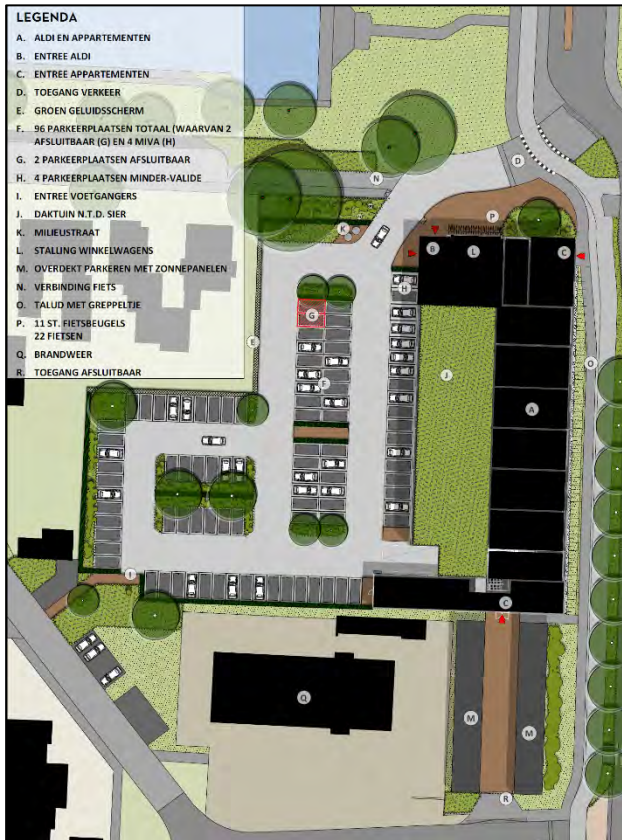 LEGENDA
A. ALDI EN APPARTEMENTEN
B. ENTREE ALDI
C. ENTREE APPARTEMENTEN
D. TOEGANG VERKEER
E. GROEN GELUIDSSCHERM
F. 96 PARKEERPLAATSEN TOTAAL (WAARVAN 2
AFSLUITBAAR (G) EN 4 MIVA (H)
G. 2 PARKEERPLAATSEN AFSLUITBAAR
H. 4 PARKEERPLAATSEN MINDER-VALIDE
I. ENTREE VOETGANGERS
J. DAKTUIN N.T.D. SIER
K. MILIEUSTRAAT
L. STALLING WINKELWAGENS
M. OVERDEKT PARKEREN MET ZONNEPANELEN
N. VERBINDING FIETS
O. TALUD MET GREPPELTJE
P. 11 ST. FIETSBEUGELS
22 FIETSEN
Q. BRANDWEER
R. TOEGANG AFSLUITBAAR
D
N
P
K
B
L
C
H
G
E
O
J
F
A
I
C
Q
M
M
R